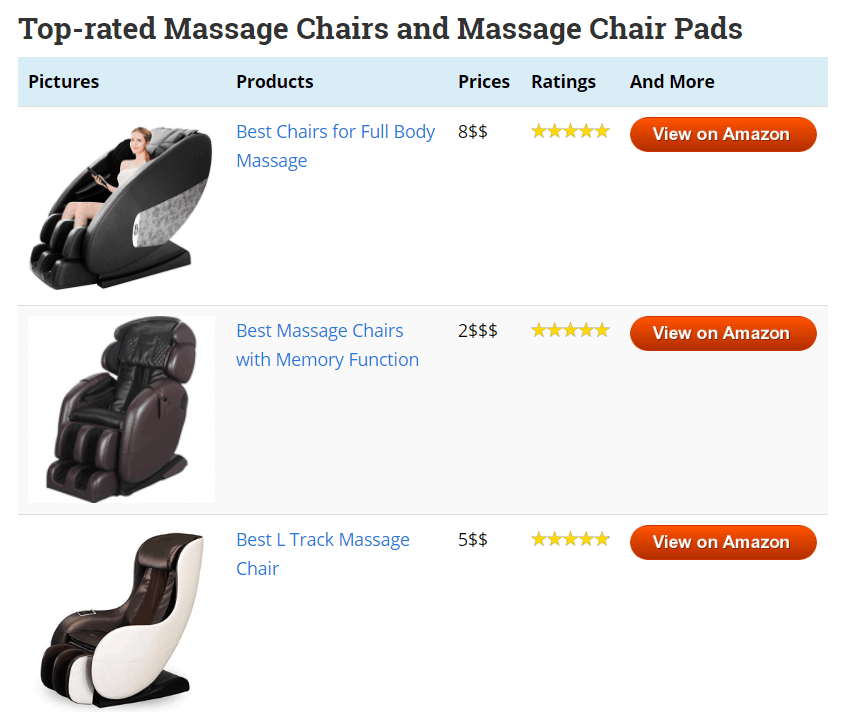 Top-rated Massage Chairs and Massage Chair Pads
Pictures Products Prices Ratings And More
Best Chairs for Full Body 8$$ View on Amazon
Massage
Best Massage Chairs 2$$$ View on Amazon
with Memory Function
Best L Track Massage 5$$ View on Amazon
Chair